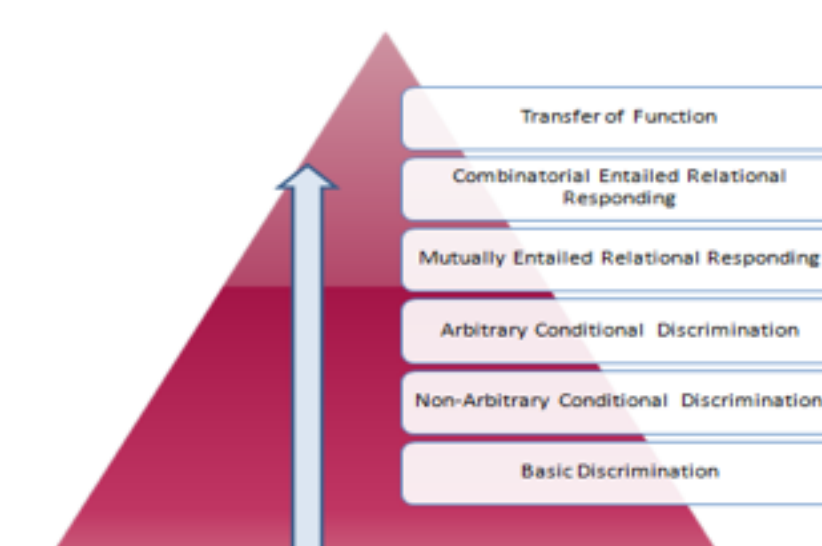 Transfer of Function
Combinatorial Entailed Relational
Responding
Mutually Entailed Relational Responding
Arbitrary Conditional Discrimination
Non-Arbitrary Conditional Discrimination
Basic Discrimination